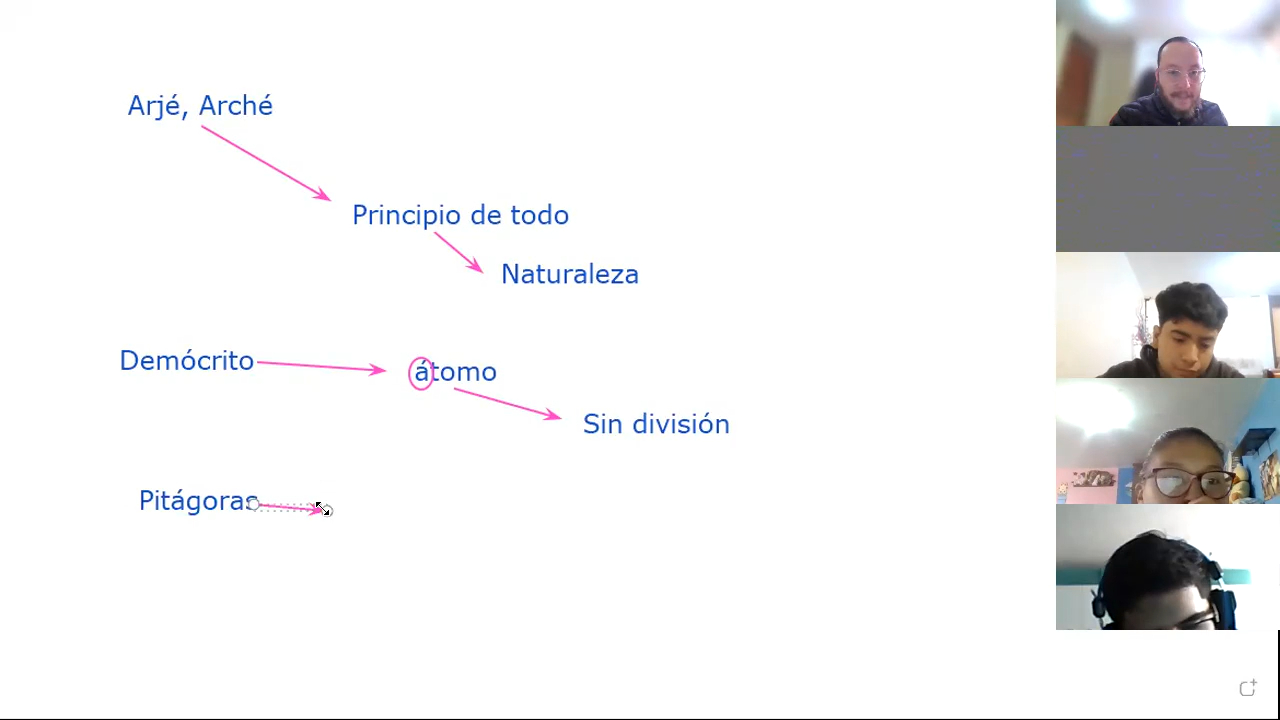 Arjé, Arché
Principio de todo
Naturaleza
Demócrito
átomo
Sin división
Pitágoras